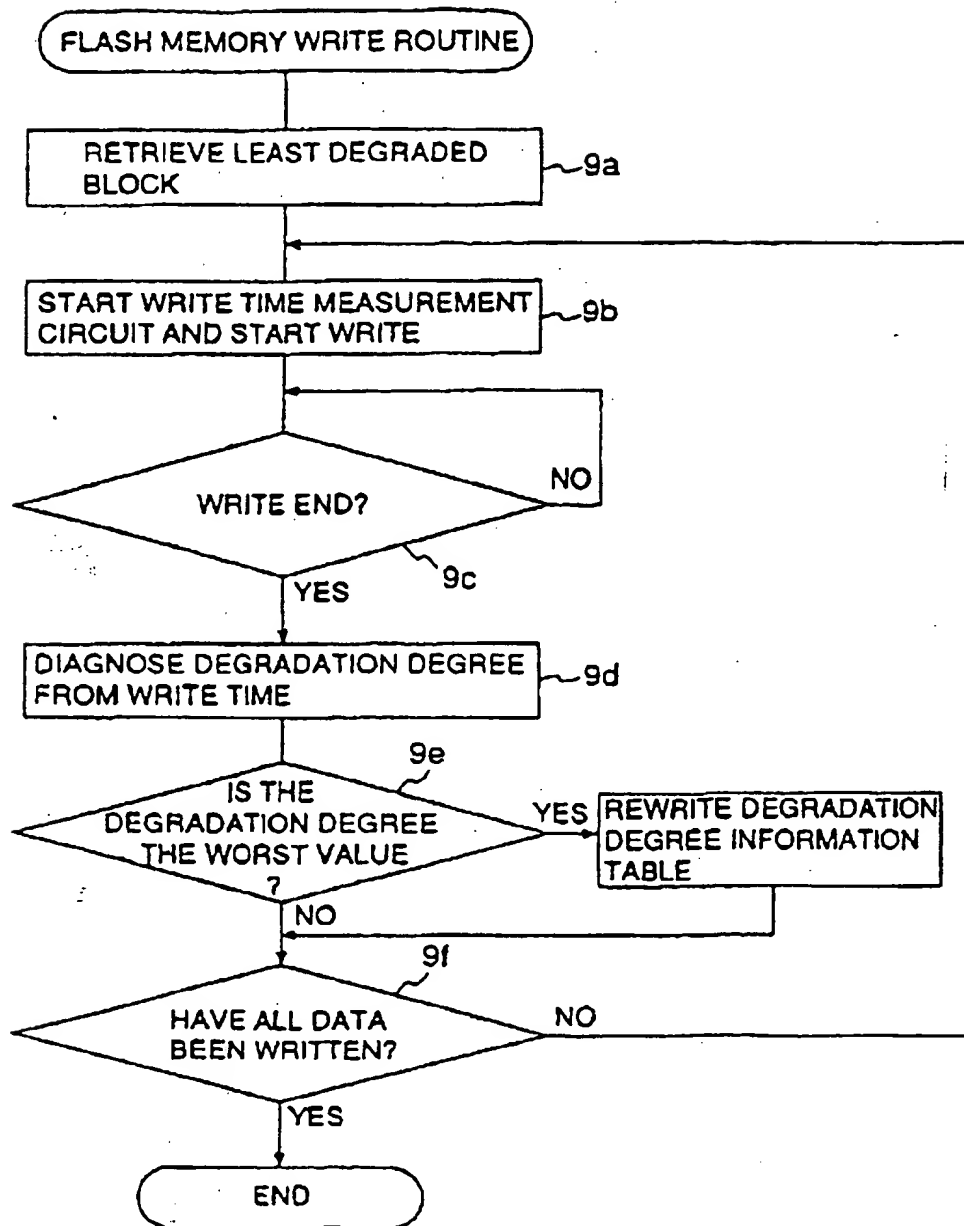 FLASH MEMORY WRITE ROUTINE
RETRIEVE LEAST DEGRADED
BLOCK
9a
START WRITE TIME MEASUREMENT
CIRCUIT AND START WRITE
9b
NO
WRITE END?
9c
YES
DIAGNOSE DEGRADATION DEGREE
FROM WRITE TIME
9d
9e
IS THE
DEGRADATION DEGREE
THE WORST VALUE
?
YES
REWRITE DEGRADATION
DEGREE INFORMATION
TABLE
NO
9f
HAVE ALL DATA
BEEN WRITTEN?
NO
YES
END